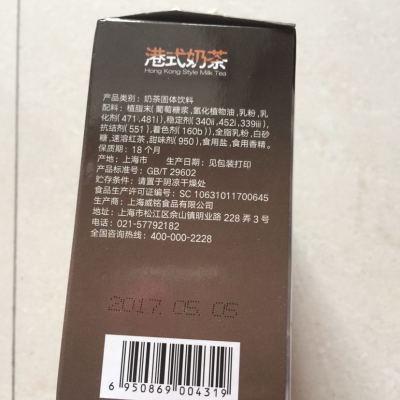 港式奶茶
Hong Kong Style Milk Tea
产品类别: 奶茶固体饮料
配料: 植脂末(葡萄糖浆, 氢化植物油, 乳粉, 乳
化剂(471,481i), 稳定剂(340ii,452i,339ii),
抗结剂(551), 着色剂(160b)), 全脂乳粉, 白砂
糖, 速溶红茶, 甜味剂(950), 食用盐, 食用香精。
保质期: 18个月
产地: 上海市 生产日期: 见包装打印
产品标准号: GB/T 29602
贮存条件: 请置于阴凉干燥处
食品生产许可证编号: SC 10631011700645
生产商: 上海威铭食品有限公司
地址: 上海市松江区佘山镇明业路 228 弄 3 号
电话: 021-57792182
全国咨询热线: 400-000-2228
2017. 05. 05
6 950869 004319